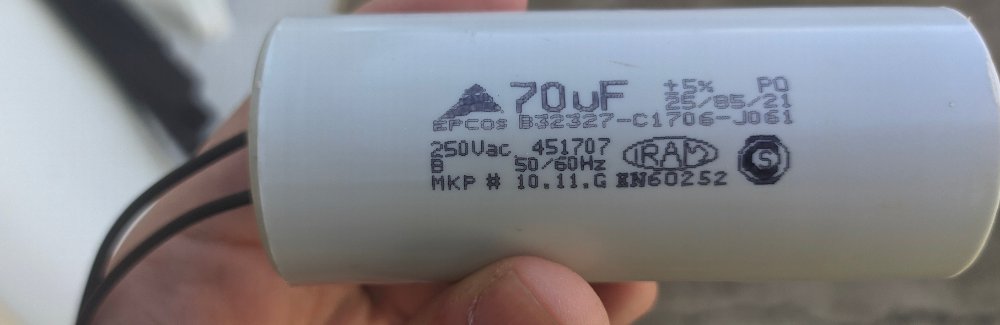 70uF ±5% PO
EPCOS 25/85/21
B32327-C1706-J061
250Vac 451707
B 50/60Hz
IRAM S
MKP # 10.11.G EN60252